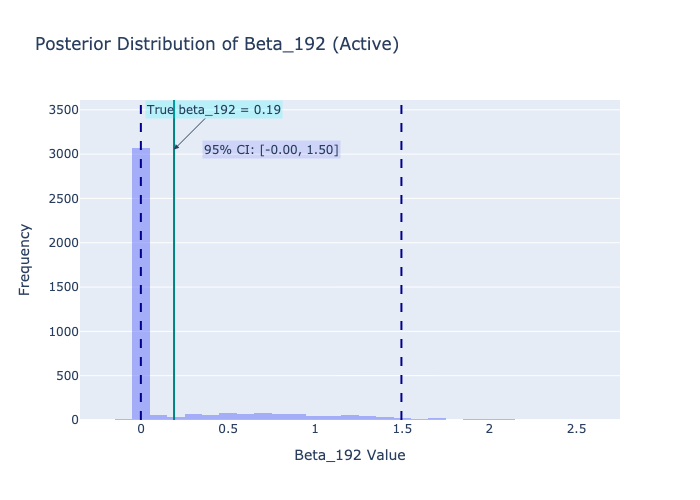 Posterior Distribution of Beta_192 (Active)
3500
3000
2500
2000
1500
1000
500
0
Frequency
True beta_192 = 0.19
95% CI: [-0.00, 1.50]
0
0.5
1
1.5
2
2.5
Beta_192 Value